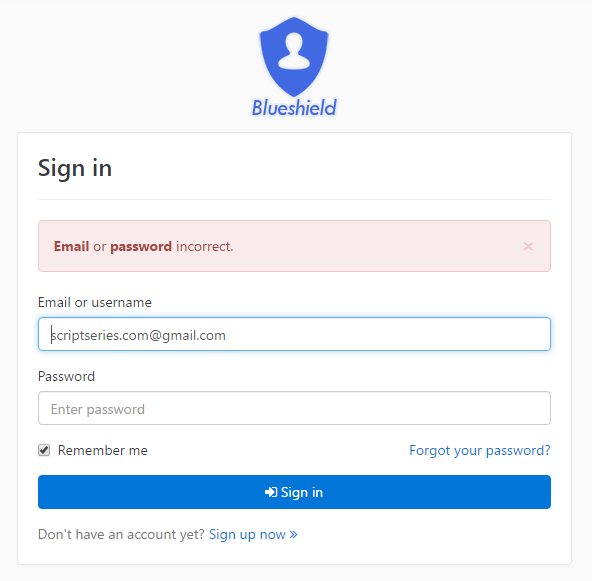 Blueshield
Sign in
Email or password incorrect. ×
Email or username
scriptseries.com@gmail.com
Password
Enter password
Remember me Forgot your password?
Sign in
Don't have an account yet? Sign up now »